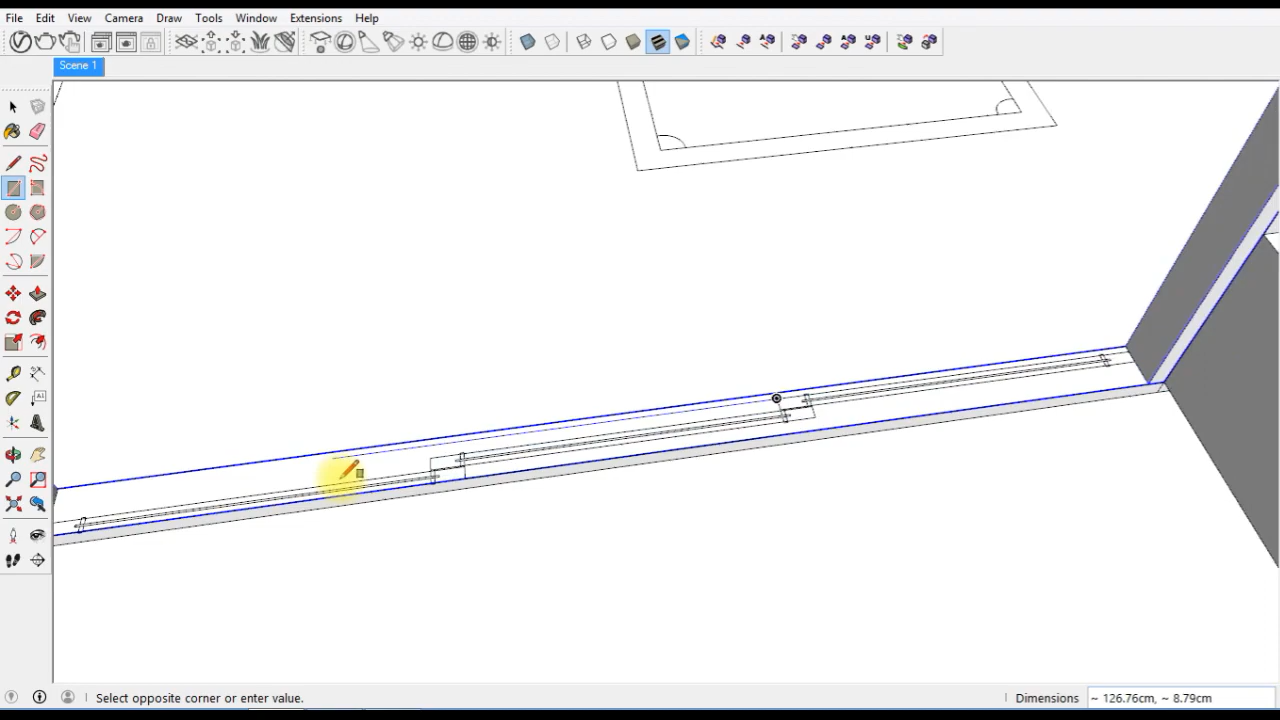 File Edit View Camera Draw Tools Window Extensions Help
Scene 1
Select opposite corner or enter value.
Dimensions ~ 126.76cm, ~ 8.79cm